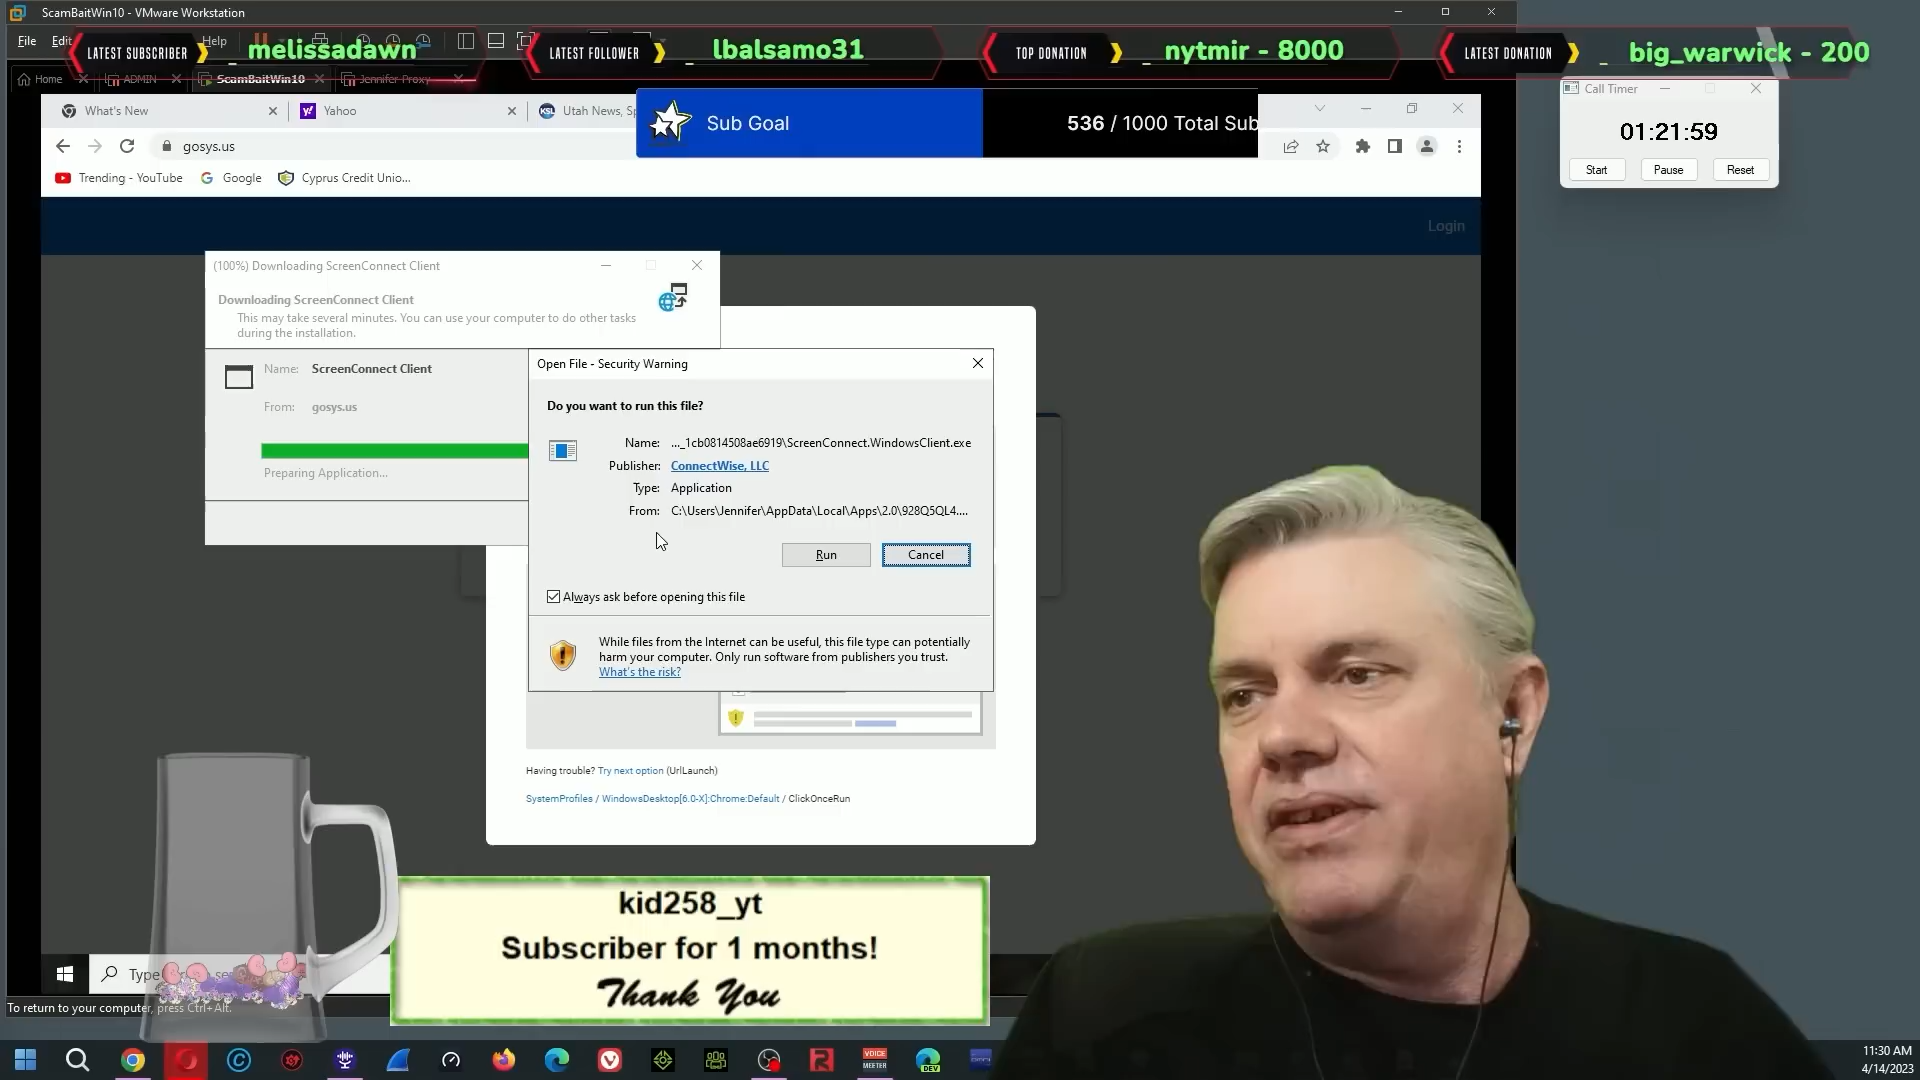 ScamBaitWin10 - VMware Workstation
File
Edit
Help
LATEST SUBSCRIBER
melissadawn
LATEST FOLLOWER
lbalsamo31
TOP DONATION
nytmir - 8000
LATEST DONATION
big_warwick - 200
Home
ADMIN
ScamBaitWin10
Jennifer Proxy
Call Timer
01:21:59
Start
Pause
Reset
What's New
Yahoo
Utah News, Sp
Sub Goal
536 / 1000 Total Sub
gosys.us
Trending - YouTube
Google
Cyprus Credit Unio...
Login
(100%) Downloading ScreenConnect Client
Downloading ScreenConnect Client
This may take several minutes. You can use your computer to do other tasks
during the installation.
Name: ScreenConnect Client
From: gosys.us
Preparing Application...
Open File - Security Warning
Do you want to run this file?
Name: ..._1cb0814508ae6919\ScreenConnect.WindowsClient.exe
Publisher: ConnectWise, LLC
Type: Application
From: C:\Users\Jennifer\AppData\Local\Apps\2.0\928Q5QL4....
Run
Cancel
Always ask before opening this file
While files from the Internet can be useful, this file type can potentially
harm your computer. Only run software from publishers you trust.
What's the risk?
Having trouble? Try next option (UrlLaunch)
SystemProfiles / WindowsDesktop[6.0-X]:Chrome:Default / ClickOnceRun
kid258_yt
Subscriber for 1 months!
Thank You
Type
To return to your computer, press Ctrl+Alt.
VOICE
MEETER
DEV
11:30 AM
4/14/2023